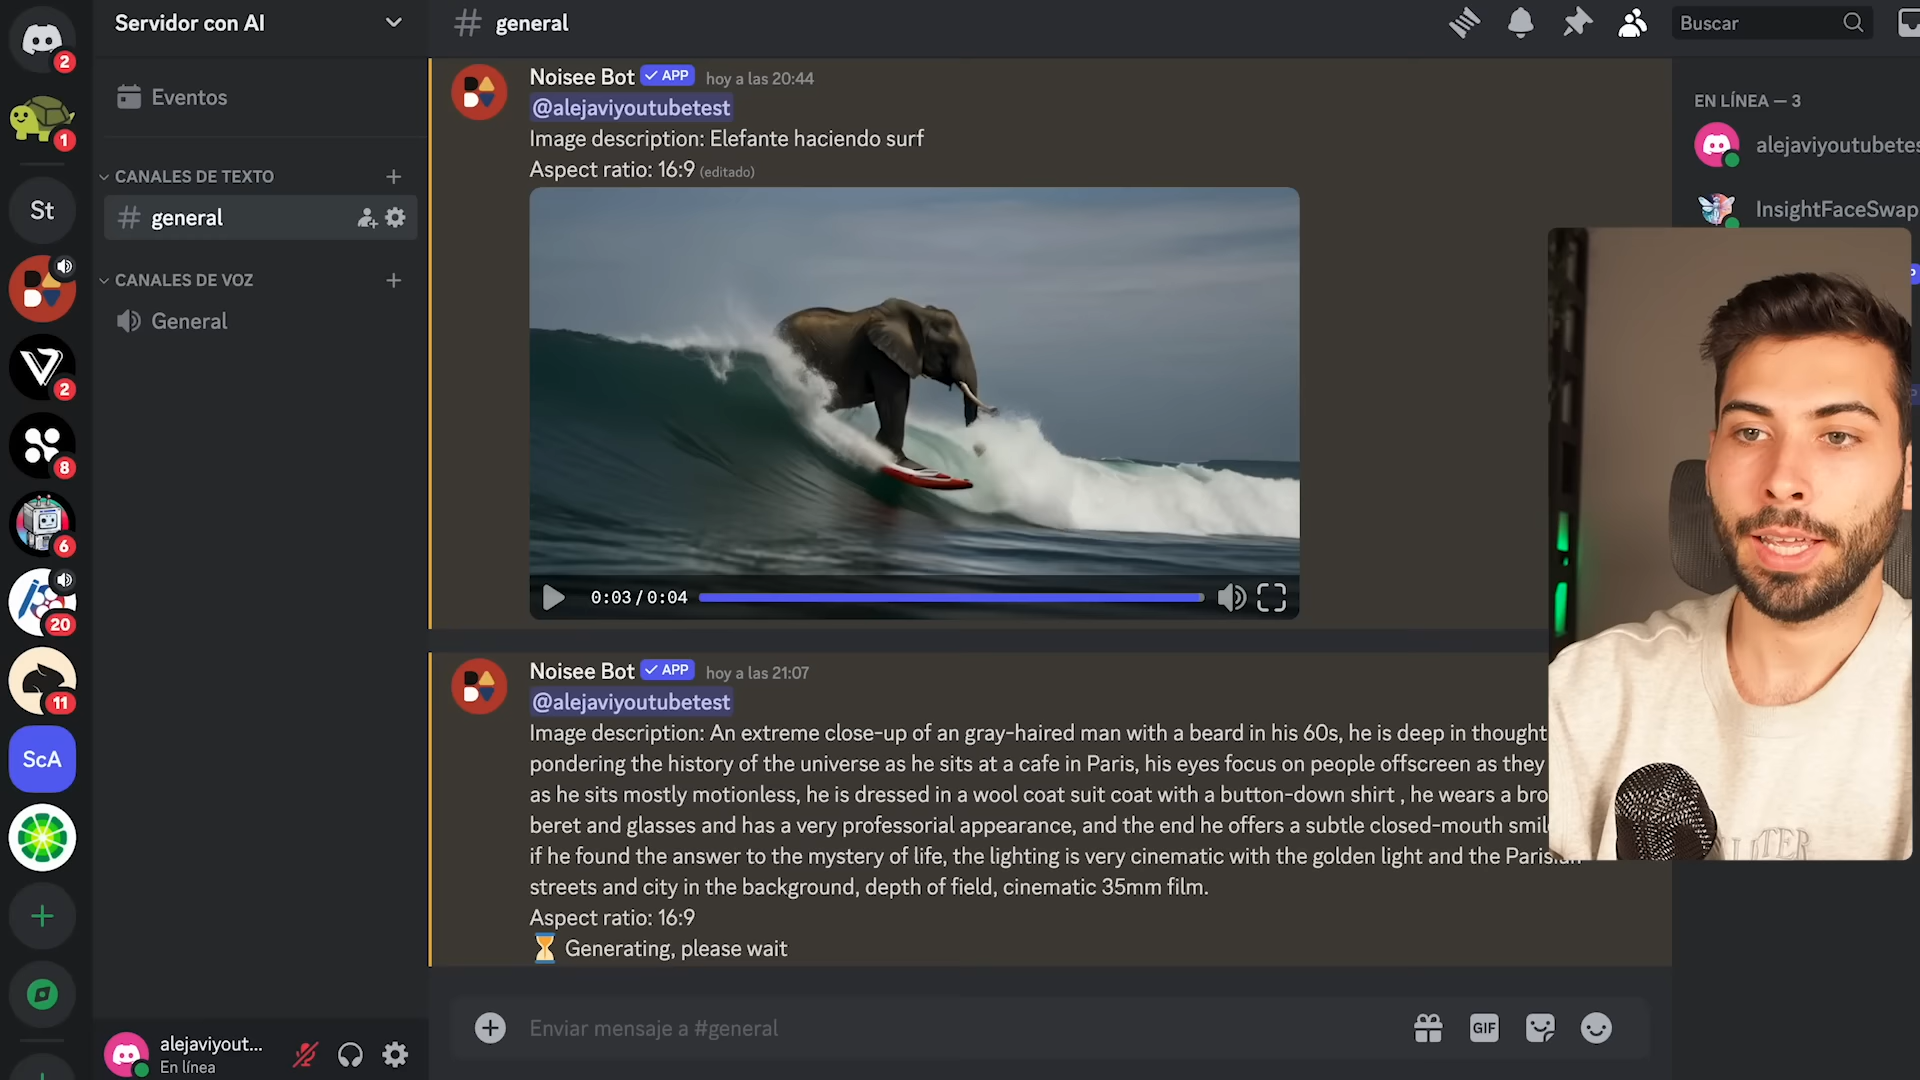 Servidor con AI
general
Buscar
2
1
St
2
8
6
20
11
ScA
Eventos
CANALES DE TEXTO
general
CANALES DE VOZ
General
Noisee Bot APP hoy a las 20:44
@alejaviyoutubetest
Image description: Elefante haciendo surf
Aspect ratio: 16:9 (editado)
0:03 / 0:04
Noisee Bot APP hoy a las 21:07
@alejaviyoutubetest
Image description: An extreme close-up of an gray-haired man with a beard in his 60s, he is deep in thought
pondering the history of the universe as he sits at a cafe in Paris, his eyes focus on people offscreen as they
as he sits mostly motionless, he is dressed in a wool coat suit coat with a button-down shirt , he wears a bro
beret and glasses and has a very professorial appearance, and the end he offers a subtle closed-mouth smil
if he found the answer to the mystery of life, the lighting is very cinematic with the golden light and the Parisian
streets and city in the background, depth of field, cinematic 35mm film.
Aspect ratio: 16:9
Generating, please wait
Enviar mensaje a #general
GIF
EN LÍNEA — 3
alejaviyoutubetes
InsightFaceSwap
alejaviyout...
En línea